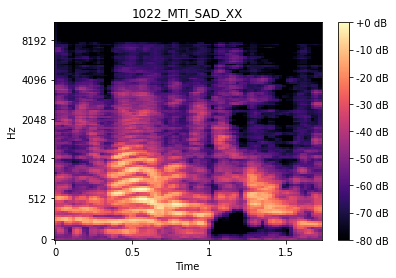 1022_MTI_SAD_XX
+0 dB
8192
-10 dB
4096
-20 dB
-30 dB
2048
Hz
-40 dB
1024
-50 dB
512
-60 dB
-70 dB
0
-80 dB
0
0.5
1
1.5
Time